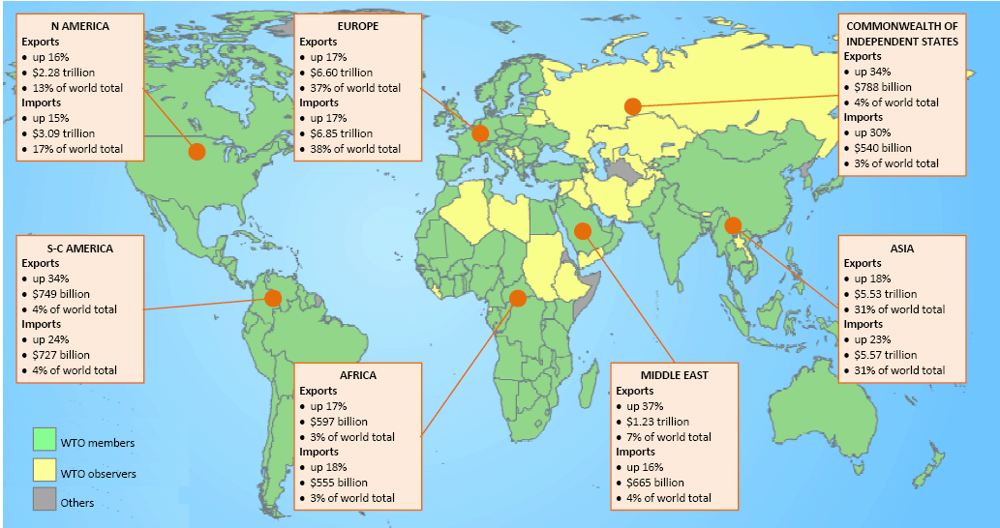 N AMERICA
Exports
• up 16%
• $2.28 trillion
• 13% of world total
Imports
• up 15%
• $3.09 trillion
• 17% of world total
EUROPE
Exports
• up 17%
• $6.60 trillion
• 37% of world total
Imports
• up 17%
• $6.85 trillion
• 38% of world total
COMMONWEALTH OF
INDEPENDENT STATES
Exports
• up 34%
• $788 billion
• 4% of world total
Imports
• up 30%
• $540 billion
• 3% of world total
S-C AMERICA
Exports
• up 34%
• $749 billion
• 4% of world total
Imports
• up 24%
• $727 billion
• 4% of world total
ASIA
Exports
• up 18%
• $5.53 trillion
• 31% of world total
Imports
• up 23%
• $5.57 trillion
• 31% of world total
AFRICA
Exports
• up 17%
• $597 billion
• 3% of world total
Imports
• up 18%
• $555 billion
• 3% of world total
MIDDLE EAST
Exports
• up 37%
• $1.23 trillion
• 7% of world total
Imports
• up 16%
• $665 billion
• 4% of world total
WTO members
WTO observers
Others